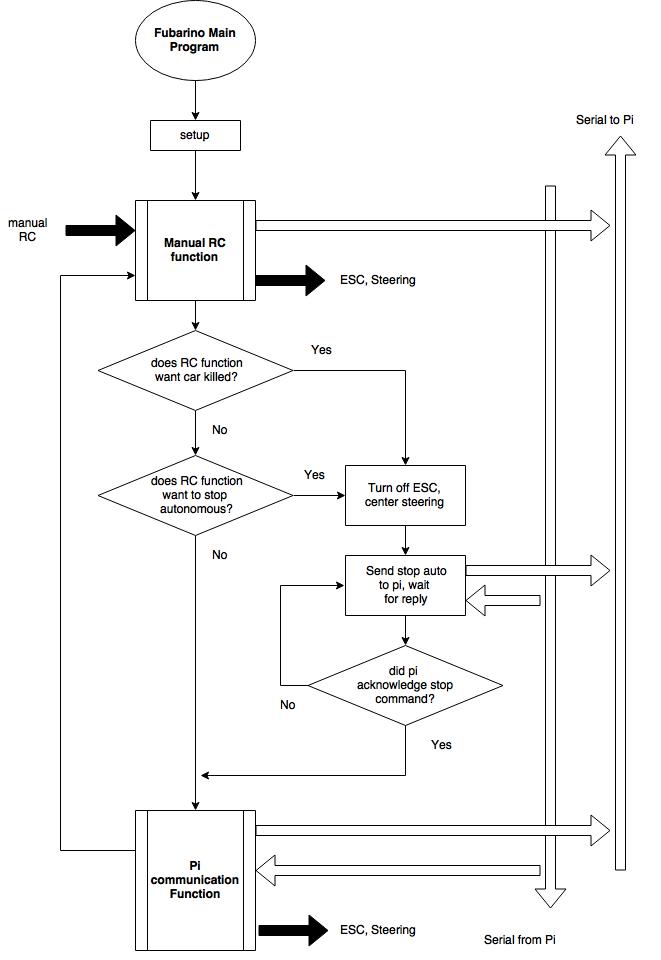 Fubarino Main
Program
Serial to Pi
setup
manual
RC
Manual RC
function
ESC, Steering
does RC function
want car killed?
Yes
No
does RC function
want to stop
autonomous?
Yes
Turn off ESC,
center steering
No
Send stop auto
to pi, wait
for reply
did pi
acknowledge stop
command?
No
Yes
Pi
communication
Function
ESC, Steering
Serial from Pi